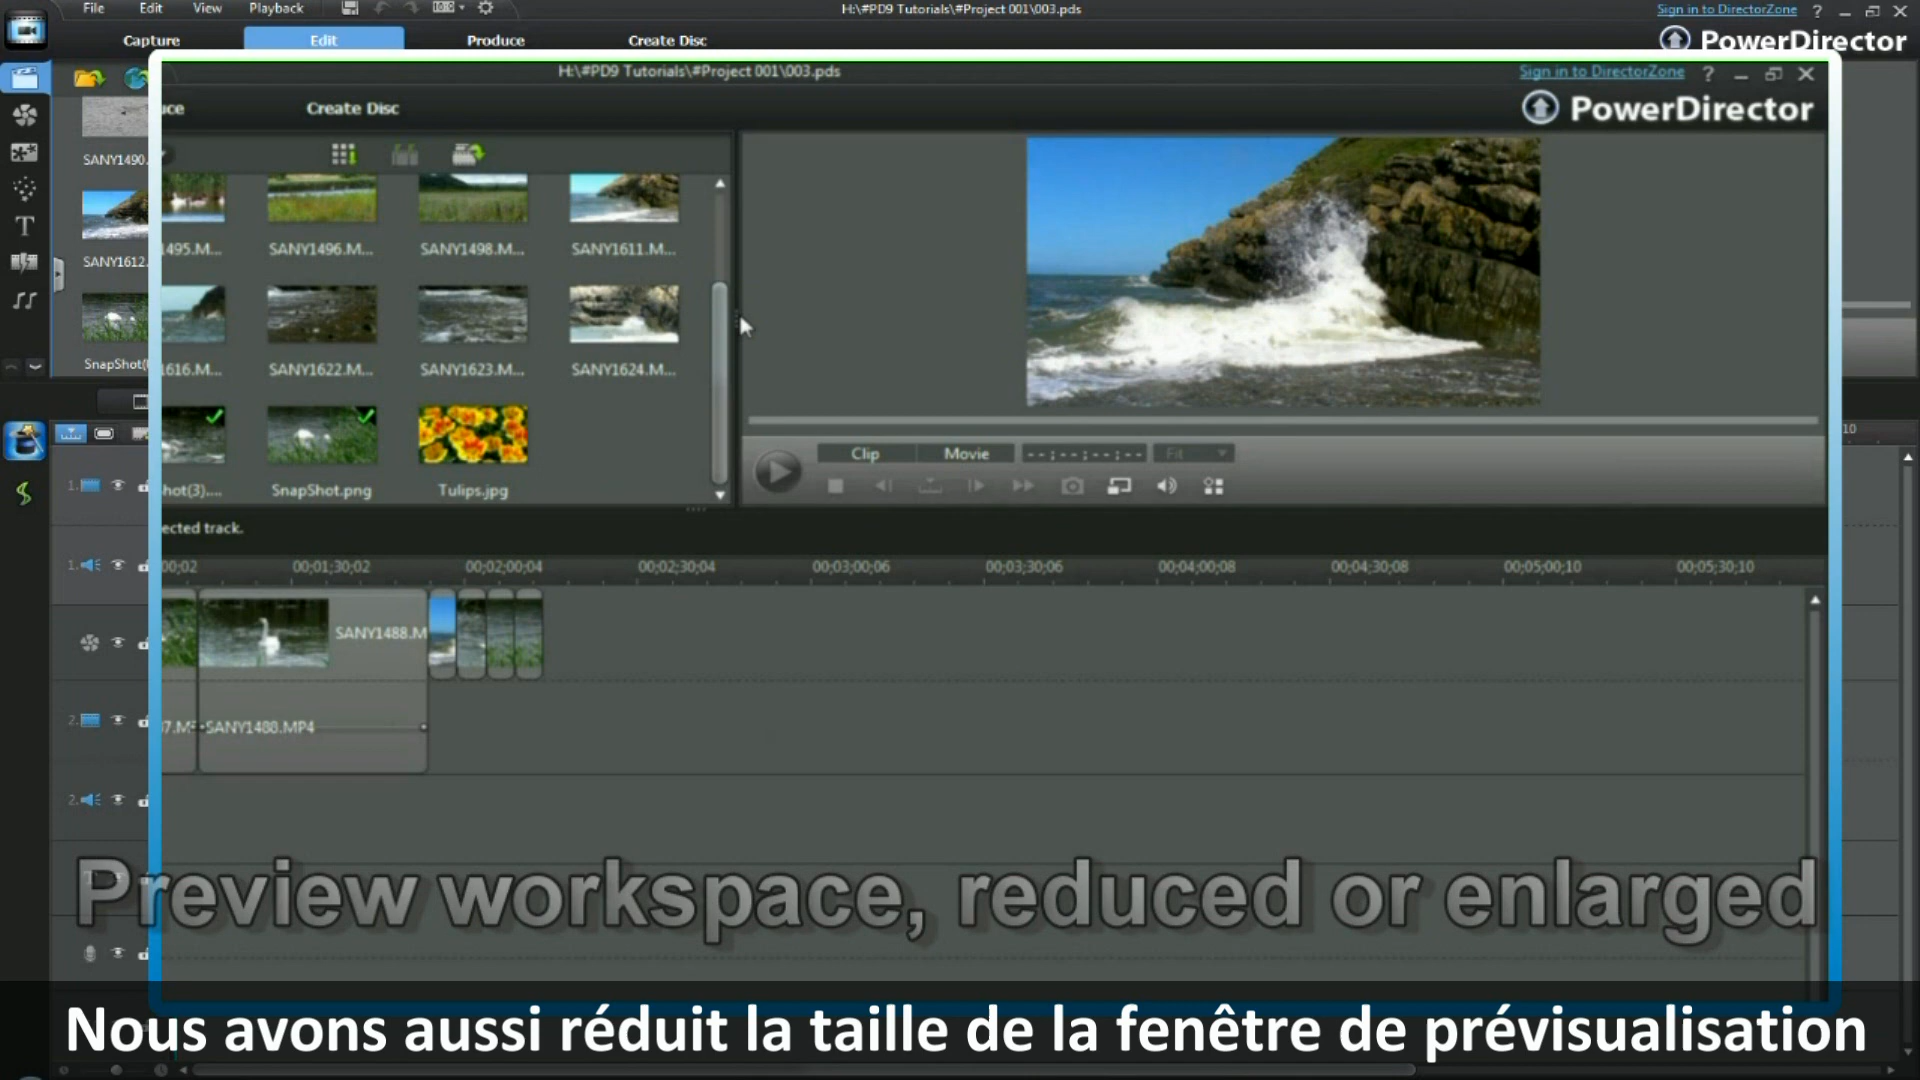 File Edit View Playback
H:\#PD9 Tutorials\#Project 001\003.pds
Sign in to DirectorZone ?
Capture Edit Produce Create Disc
PowerDirector
H:\#PD9 Tutorials\#Project 001\003.pds
Sign in to DirectorZone ?
uce Create Disc
PowerDirector
SANY1490.
SANY1612.
SnapShot(
1495.M... SANY1496.M... SANY1498.M... SANY1611.M...
1616.M... SANY1622.M... SANY1623.M... SANY1624.M...
hot(3).... SnapShot.png Tulips.jpg
Clip Movie --;--;--;-- Fit
ected track.
10
00;02 00;01;30;02 00;02;00;04 00;02;30;04 00;03;00;06 00;03;30;06 00;04;00;08 00;04;30;08 00;05;00;10 00;05;30;10
1.
1.
2.
2.
SANY1488.M
7.M SANY1488.MP4
Preview workspace, reduced or enlarged
Nous avons aussi réduit la taille de la fenêtre de prévisualisation